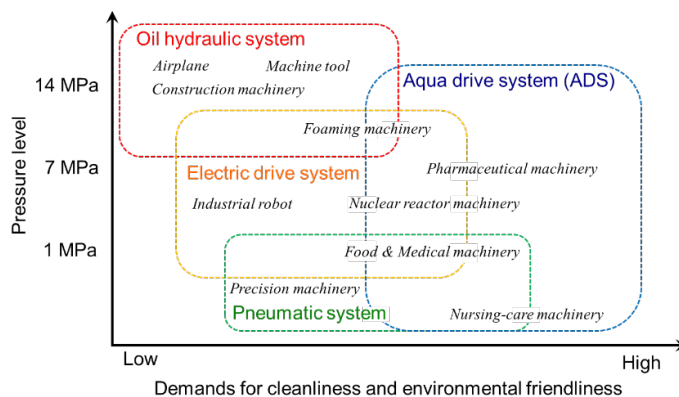 Oil hydraulic system
Airplane
Machine tool
Construction machinery
Aqua drive system (ADS)
14 MPa
Foaming machinery
7 MPa
Electric drive system
Pharmaceutical machinery
Industrial robot
Nuclear reactor machinery
1 MPa
Food & Medical machinery
Precision machinery
Pneumatic system
Nursing-care machinery
Pressure level
Low
High
Demands for cleanliness and environmental friendliness